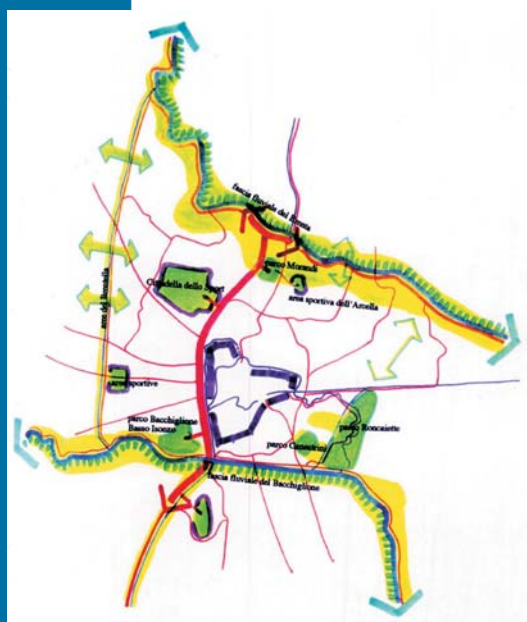 fascia fluviale del Brenta
parco Morandi
Cittadella dello Sport
area sportiva dell'Arcella
aree sportive
parco Bacchiglione
Basso Isonzo
parco Roncaiette
fascia fluviale del Bacchiglione